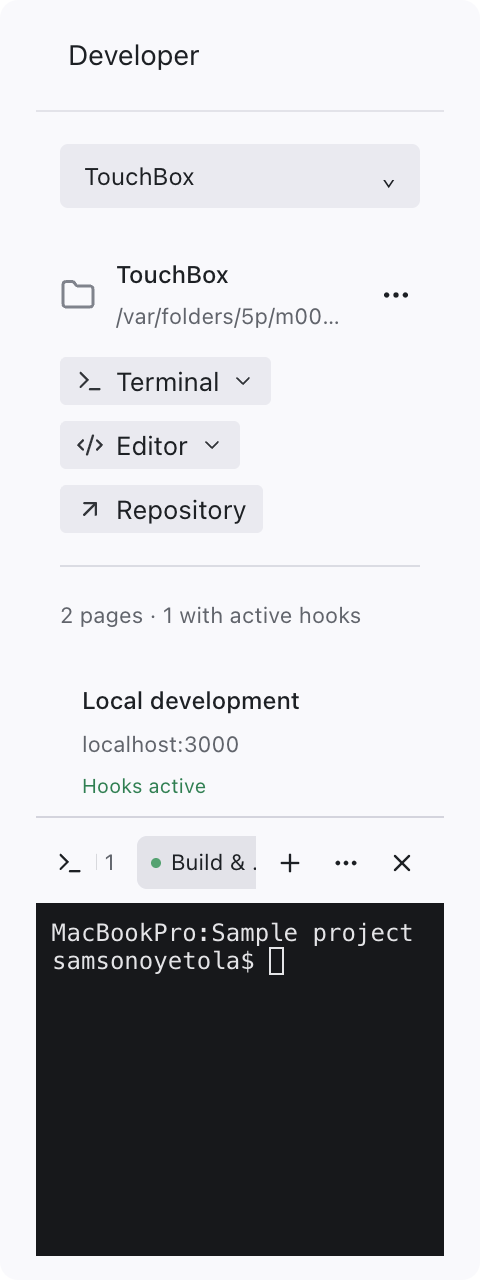 Developer
TouchBox
TouchBox
/var/folders/5p/m00...
Terminal
Editor
Repository
2 pages · 1 with active hooks
Local development
localhost:3000
Hooks active
1 Build & .
MacBookPro:Sample project
samsonoyetola$